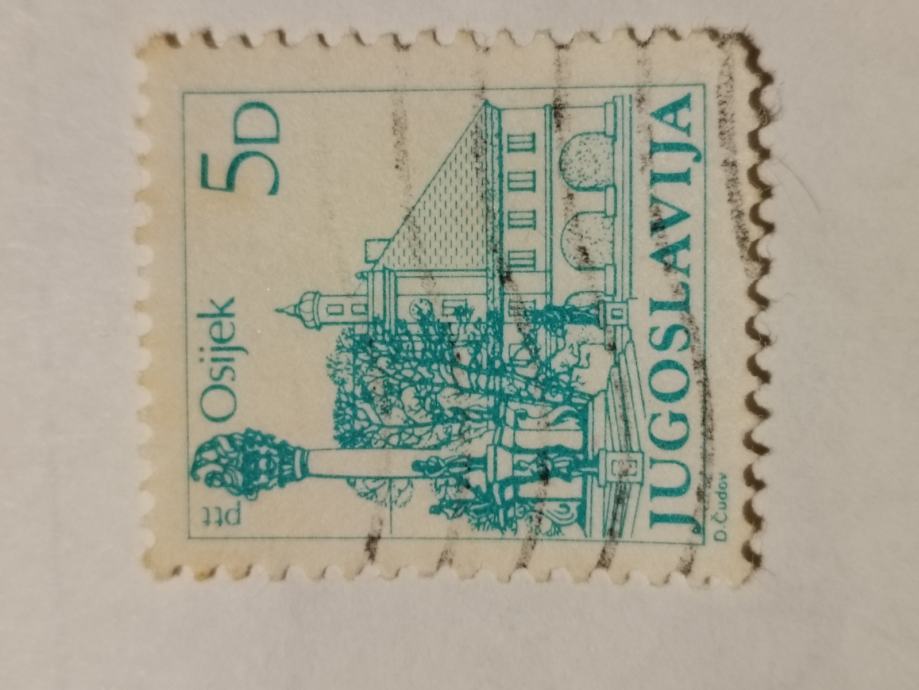 ptt Osijek 5D
JUGOSLAVIJA
D. Čudov